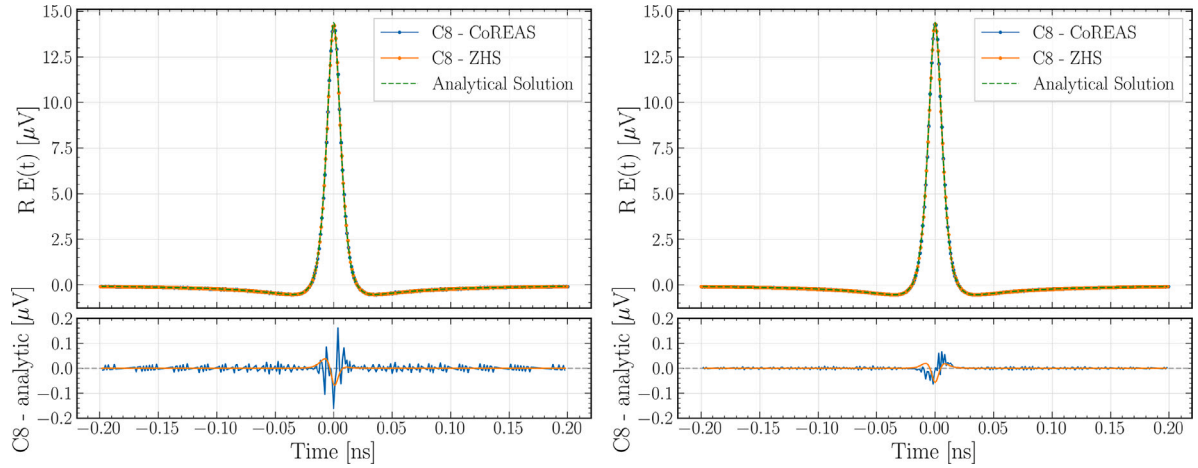 15.0
12.5
10.0
7.5
5.0
2.5
0.0
R E(t) [μV]
C8 - CoREAS
C8 - ZHS
Analytical Solution
0.2
0.1
0.0
−0.1
−0.2
C8 - analytic [μV]
−0.20 −0.15 −0.10 −0.05 0.00 0.05 0.10 0.15 0.20
Time [ns]
15.0
12.5
10.0
7.5
5.0
2.5
0.0
R E(t) [μV]
C8 - CoREAS
C8 - ZHS
Analytical Solution
0.2
0.1
0.0
−0.1
−0.2
C8 - analytic [μV]
−0.20 −0.15 −0.10 −0.05 0.00 0.05 0.10 0.15 0.20
Time [ns]